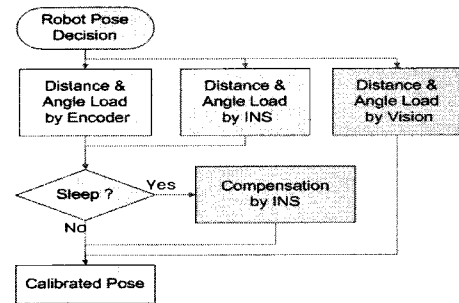 Robot Pose
Decision
Distance &
Angle Load
by Encoder
Distance &
Angle Load
by INS
Distance &
Angle Load
by Vision
Sleep ?
Yes
Compensation
by INS
No
Calibrated Pose